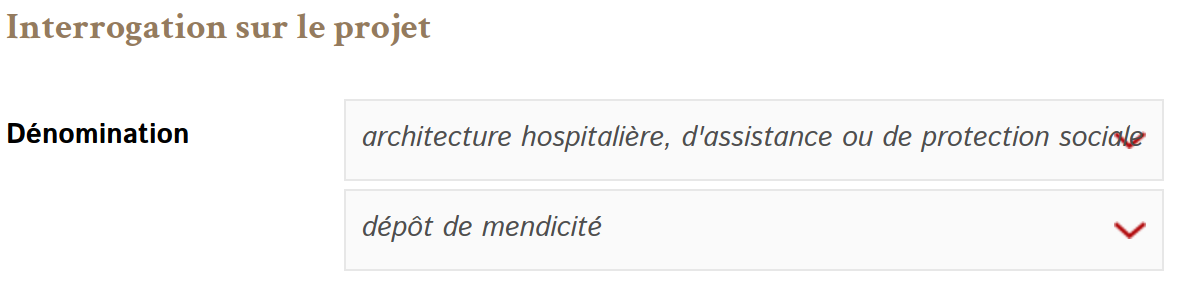 Interrogation sur le projet
Dénomination
architecture hospitalière, d'assistance ou de protection sociale
dépôt de mendicité